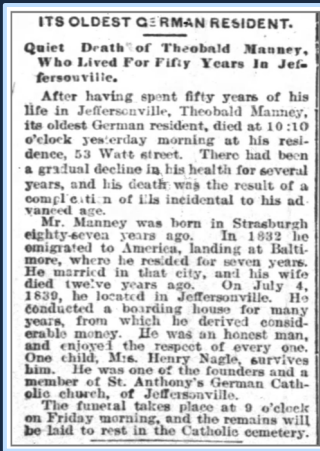 ITS OLDEST GERMAN RESIDENT.
Quiet Death of Theobald Manney,
Who Lived For Fifty Years In Jef-
fersouville.
After having spent fifty years of his
life in Jeffersonville, Theobald Manney,
its oldest German resident, died at 10:10
o'clock yesterday morning at his resi-
dence, 53 Watt street. There had been
a gradual decline in his health for several
years, and his death was the result of a
complication of ills incidental to his ad-
vanced age.
Mr. Manney was born in Strasburgh
eighty-seven years ago. In 1832 he
emigrated to America, landing at Balti-
more, where he resided for seven years.
He married in that city, and his wife
died twelve years ago. On July 4,
1839, he located in Jeffersonville. He
conducted a boarding house for many
years, from which he derived consid-
erable money. He was an honest man,
and enjoyed the respect of every one.
One child, Mrs. Henry Nagle, survives
him. He was one of the founders and a
member of St. Anthony's German Cath-
olic church, of Jeffersonville.
The funeral takes place at 9 o'clock
on Friday morning, and the remains will
be laid to rest in the Catholic cemetery.